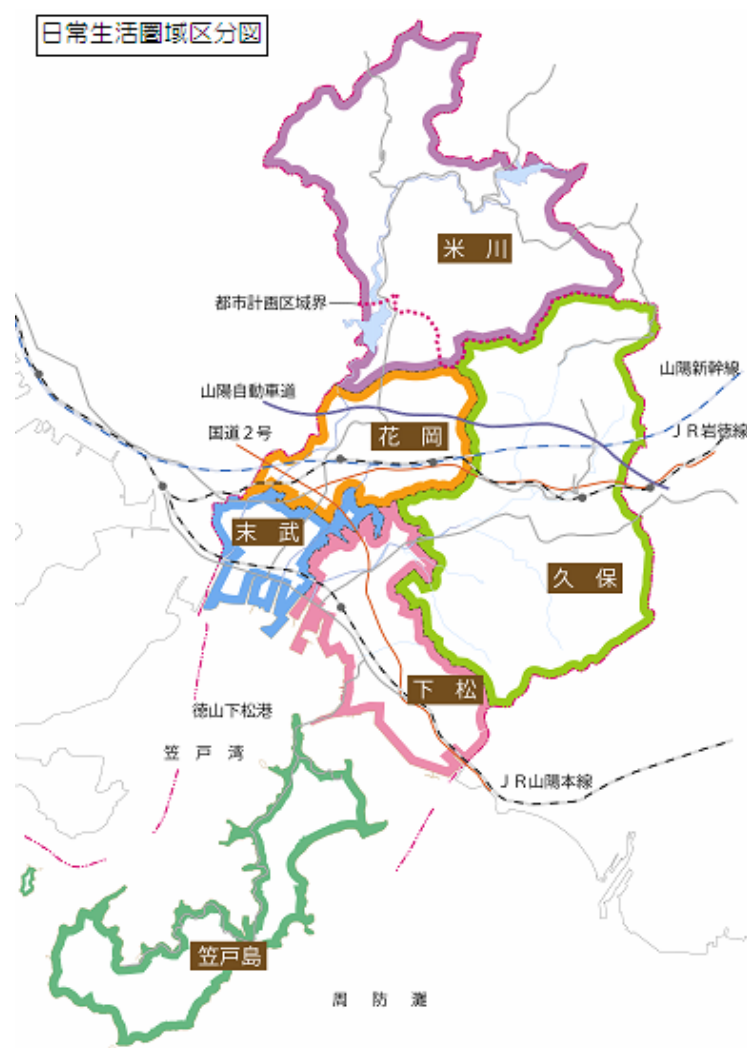 日常生活圏域区分図
米川
都市計画区域界
山陽新幹線
山陽自動車道
国道２号
花岡
ＪＲ岩徳線
末武
久保
下松
徳山下松港
笠戸湾
ＪＲ山陽本線
笠戸島
周防灘